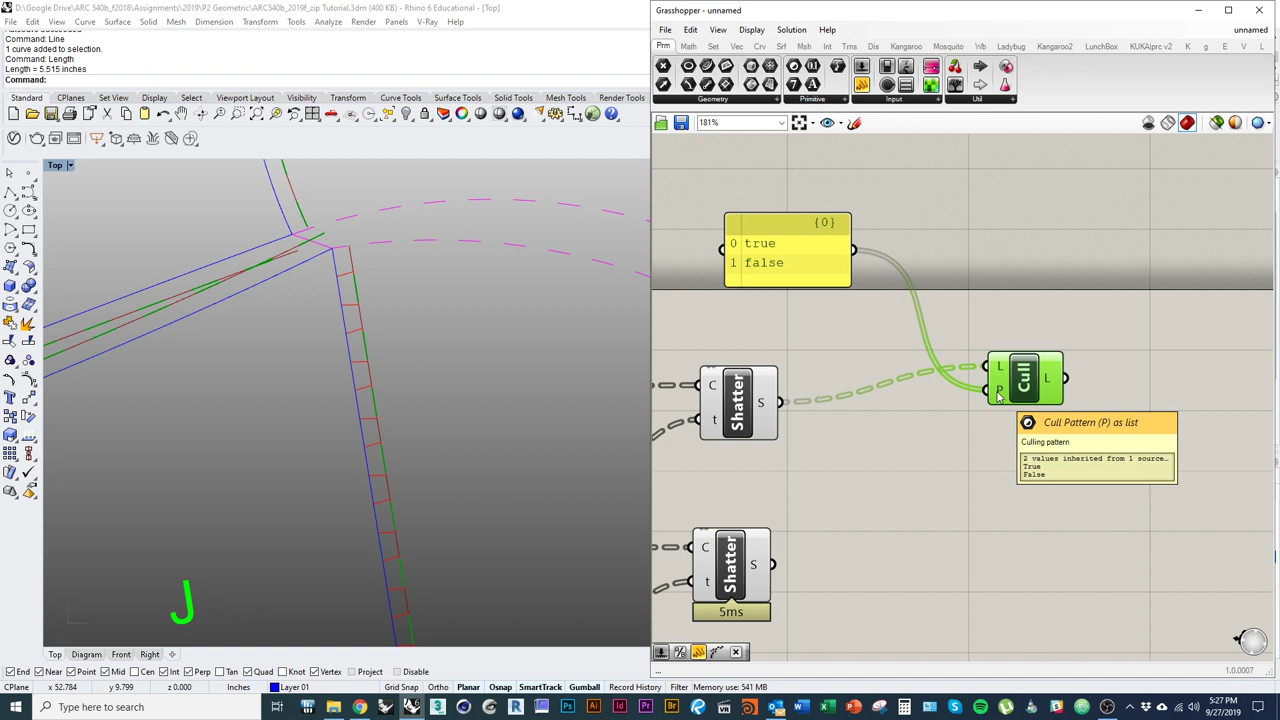 D:\Google Drive\ARC 540b_f2018\Assignments\2019\P2 Geometric\ARC540b_2019f_zip Tutorial.3dm (400 KB) - Rhino 6 Educational - [Top]
File Edit View Curve Surface Solid Mesh Dimension Transform Tools Analyze Render Panels V-Ray Help
1 curve added to selection.
Command: Line
Command: Length
Length = 5.515 inches
Command:
Standard CPlanes Set View Display Select Viewport Layout Visibility Transform Curve Tools Surface Tools Solid Tools Mesh Tools Render Tools
Top
J
Top Diagram Front Right
End Near Point Mid Cen Int Perp Tan Quad Knot Vertex Project Disable
CPlane x 52.784 y 9.799 z 0.000 Inches Layer 01 Grid Snap Ortho Planar Osnap SmartTrack Gumball Record History Filter Memory use: 541 MB
Grasshopper - unnamed
File Edit View Display Solution Help unnamed
Prm Math Set Vec Crv Srf Msh Int Trns Dis Kangaroo Mosquito Wb Ladybug Kangaroo2 LunchBox KUKA|prc v2 K g E V L
Geometry Primitive Input Util
181%
{0}
0 true
1 false
C t Shatter S
L P Cull L
Cull Pattern (P) as list
Culling pattern
2 values inherited from 1 source...
True
False
C t Shatter S
5ms
... 1.0.0007
Type here to search
5:27 PM
9/27/2019